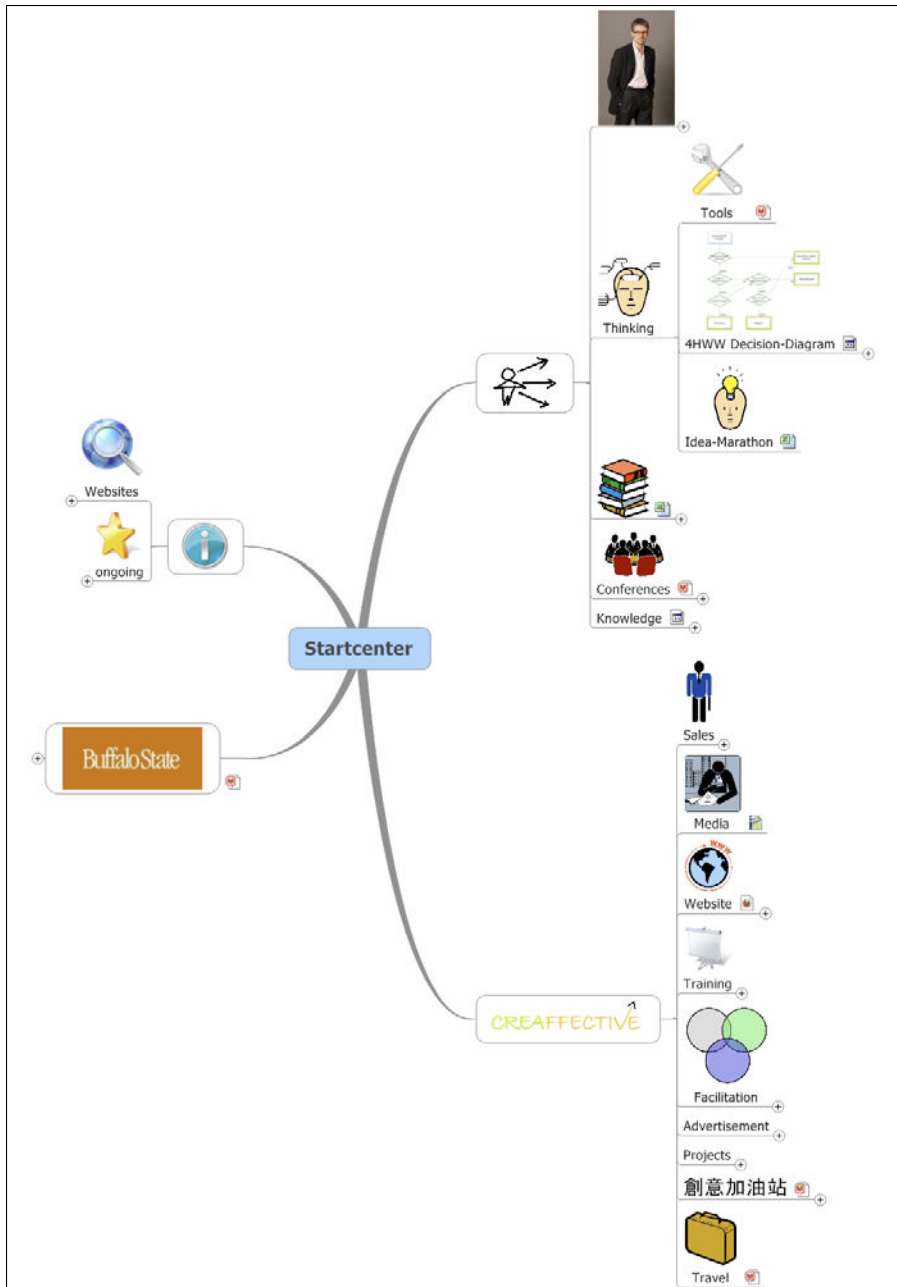 Tools
Thinking
4HWW Decision-Diagram
Idea-Marathon
Websites
ongoing
Conferences
Knowledge
Startcenter
Buffalo State
Sales
Media
www
Website
Training
CREAFFECTIVE
Facilitation
Advertisement
Projects
創意加油站
Travel